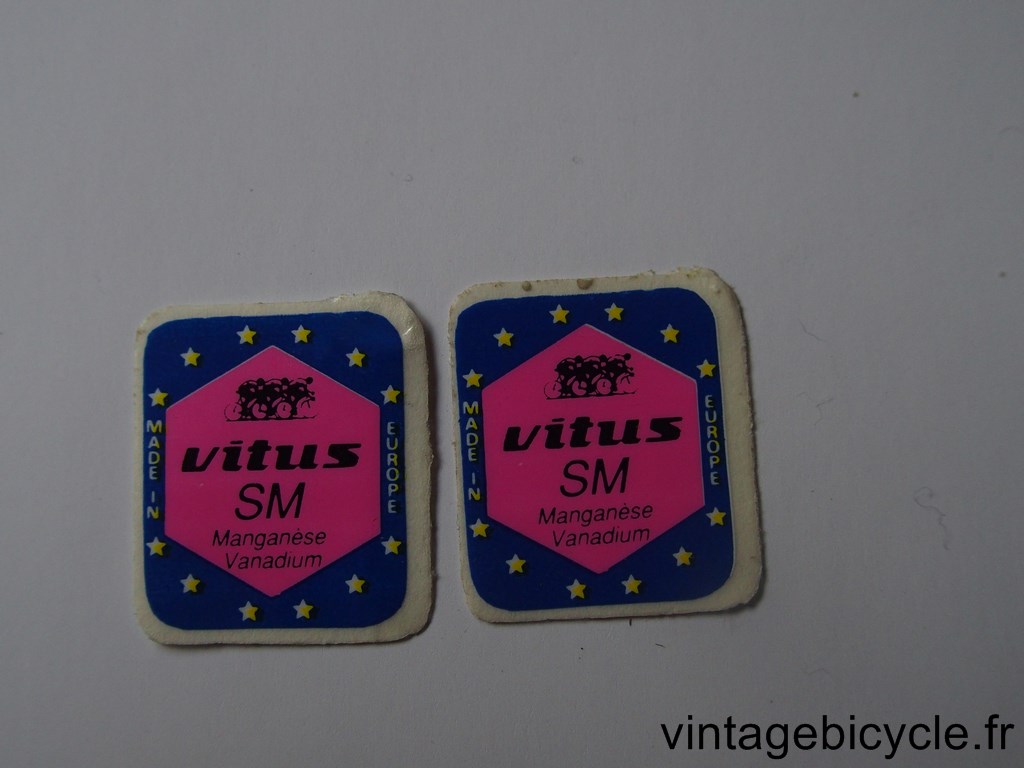 MADE IN
vitus
SM
Manganèse
Vanadium
EUROPE
MADE IN
vitus
SM
Manganèse
Vanadium
EUROPE
vintagebicycle.fr